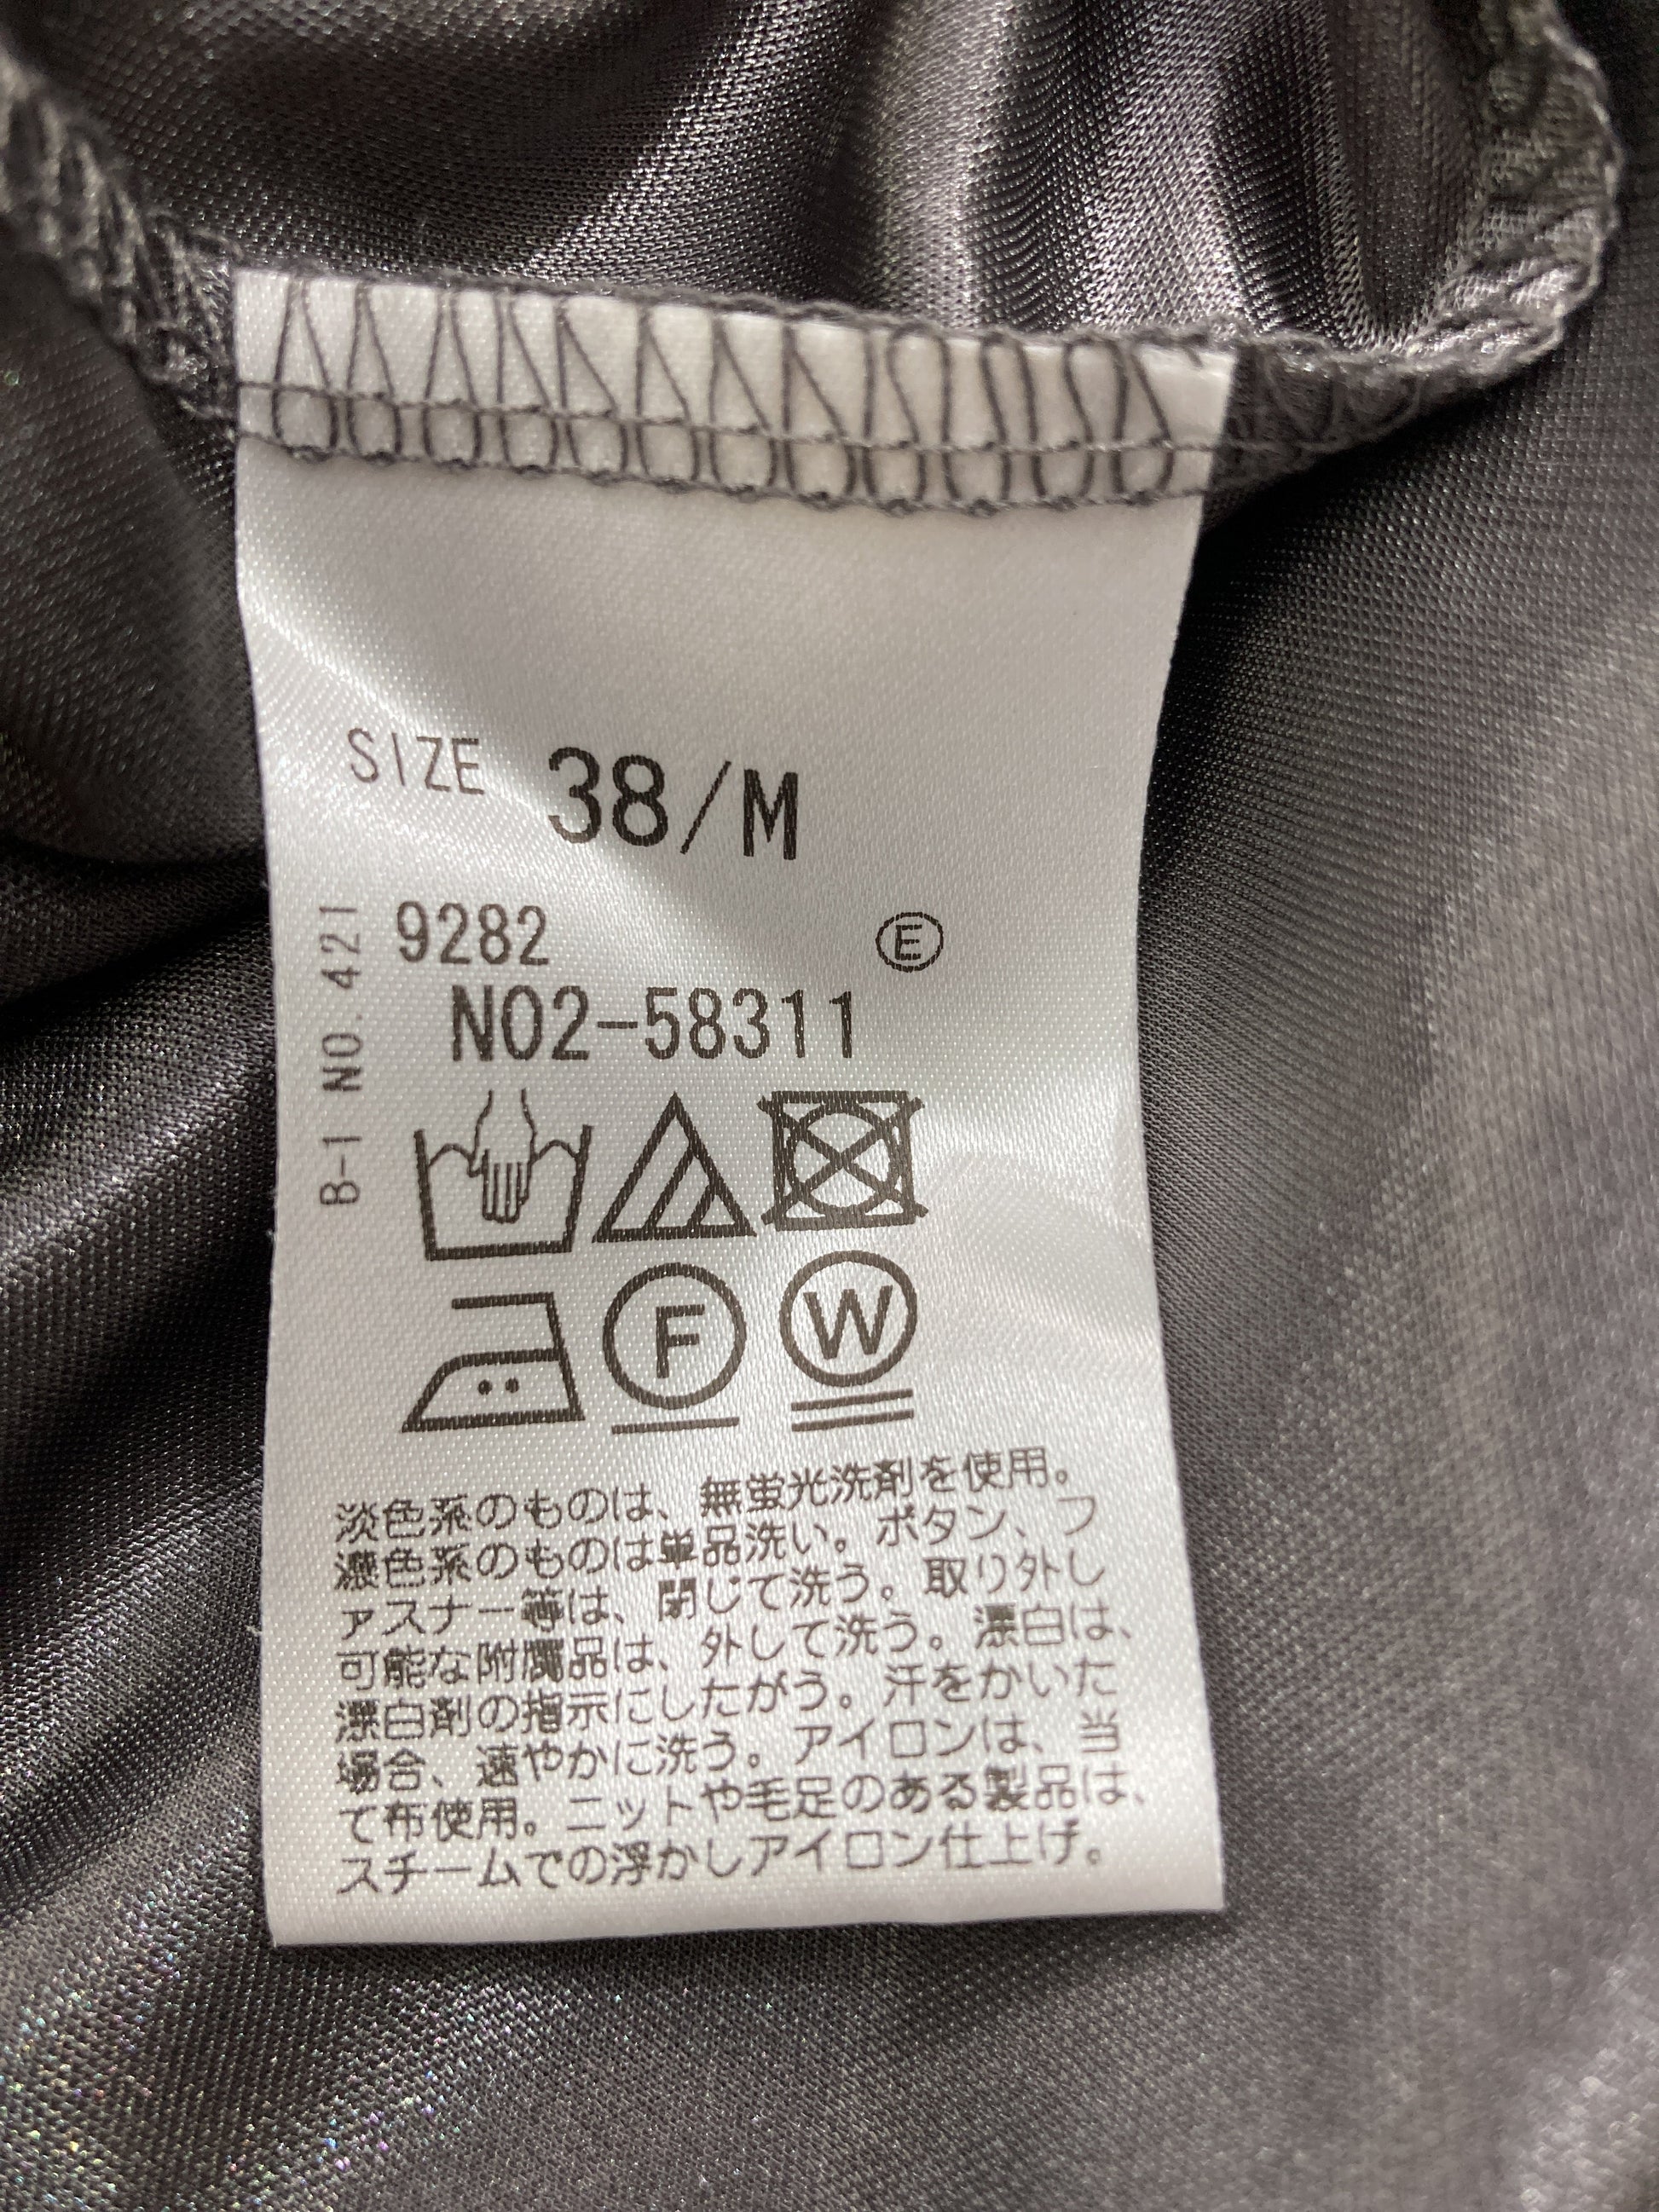 SIZE 38/M
9282 Ⓔ
N02-58311
B-1 NO.421
F W
淡色系のものは、無蛍光洗剤を使用。
濃色系のものは単品洗い。ボタン、フ
ァスナー等は、閉じて洗う。取り外し
可能な附属品は、外して洗う。漂白は、
漂白剤の指示にしたがう。汗をかいた
場合、速やかに洗う。アイロンは、当
て布使用。ニットや毛足のある製品は、
スチームでの浮かしアイロン仕上げ。